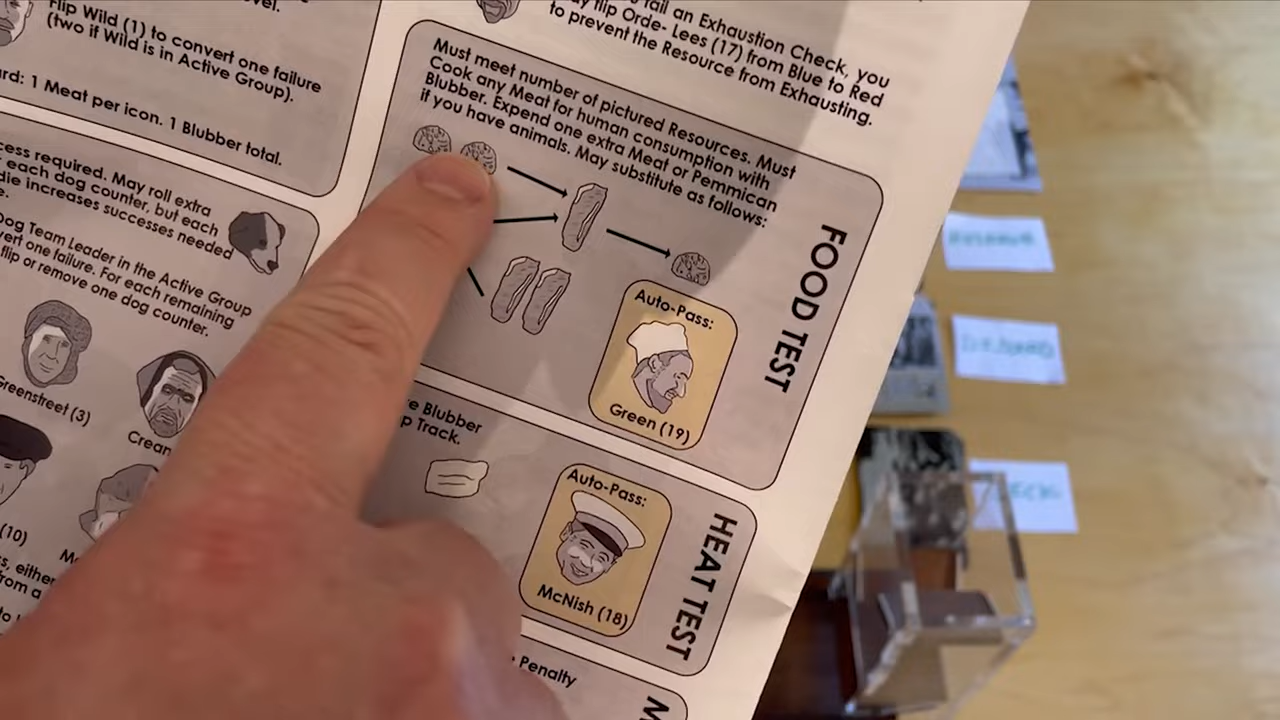 Flip Wild (1) to convert one failure
(two if Wild is in Active Group).
1 Meat per icon. 1 Blubber total.
required. May roll extra
each dog counter, but each
die increases successes needed
Dog Team Leader in the Active Group
one failure. For each remaining
flip or remove one dog counter.
Greenstreet (3)
(10)
fail an Exhaustion Check, you
flip Orde- Lees (17) from Blue to Red
to prevent the Resource from Exhausting.
Must meet number of pictured Resources. Must
Cook any Meat for human consumption with
Blubber. Expend one extra Meat or Pemmican
if you have animals. May substitute as follows:
FOOD TEST
Auto-Pass:
Green (19)
Blubber
Track.
HEAT TEST
Auto-Pass:
McNish (18)
Penalty